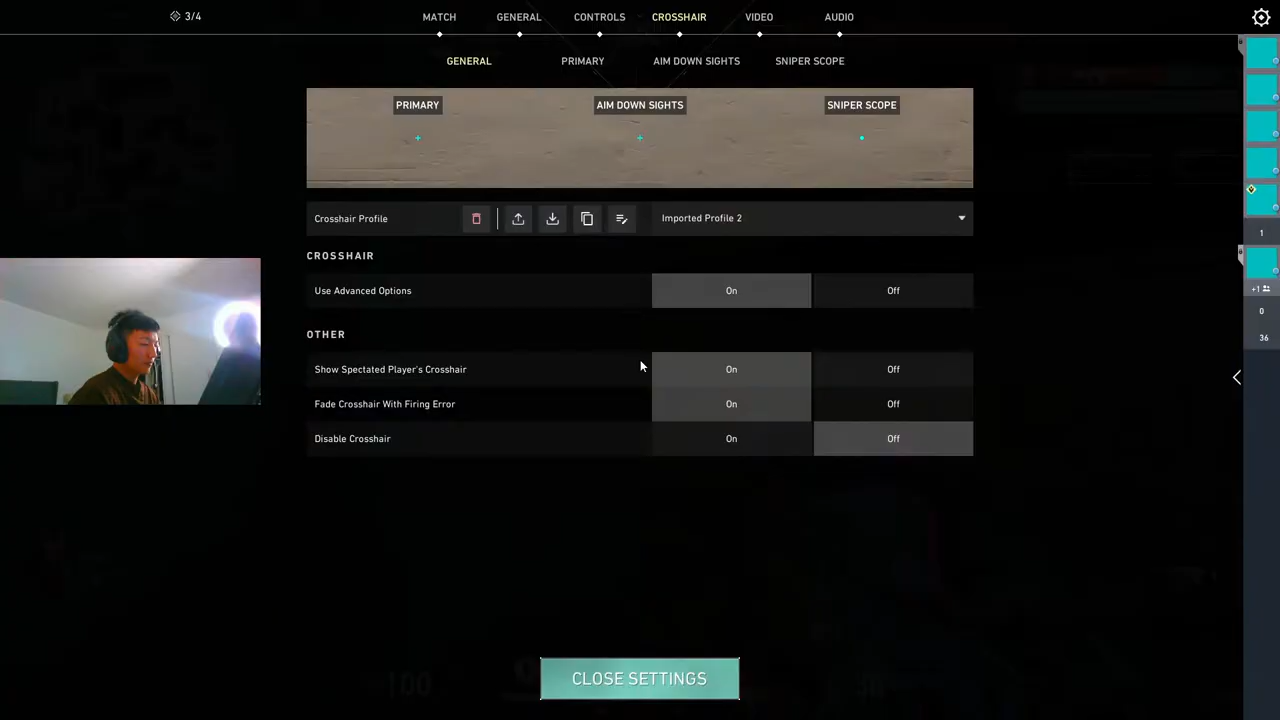 3/4
MATCH GENERAL CONTROLS CROSSHAIR VIDEO AUDIO
GENERAL PRIMARY AIM DOWN SIGHTS SNIPER SCOPE
PRIMARY AIM DOWN SIGHTS SNIPER SCOPE
Crosshair Profile Imported Profile 2
1
CROSSHAIR
+1
Use Advanced Options On Off
0
OTHER
36
Show Spectated Player's Crosshair On Off
Fade Crosshair With Firing Error On Off
Disable Crosshair On Off
CLOSE SETTINGS
100